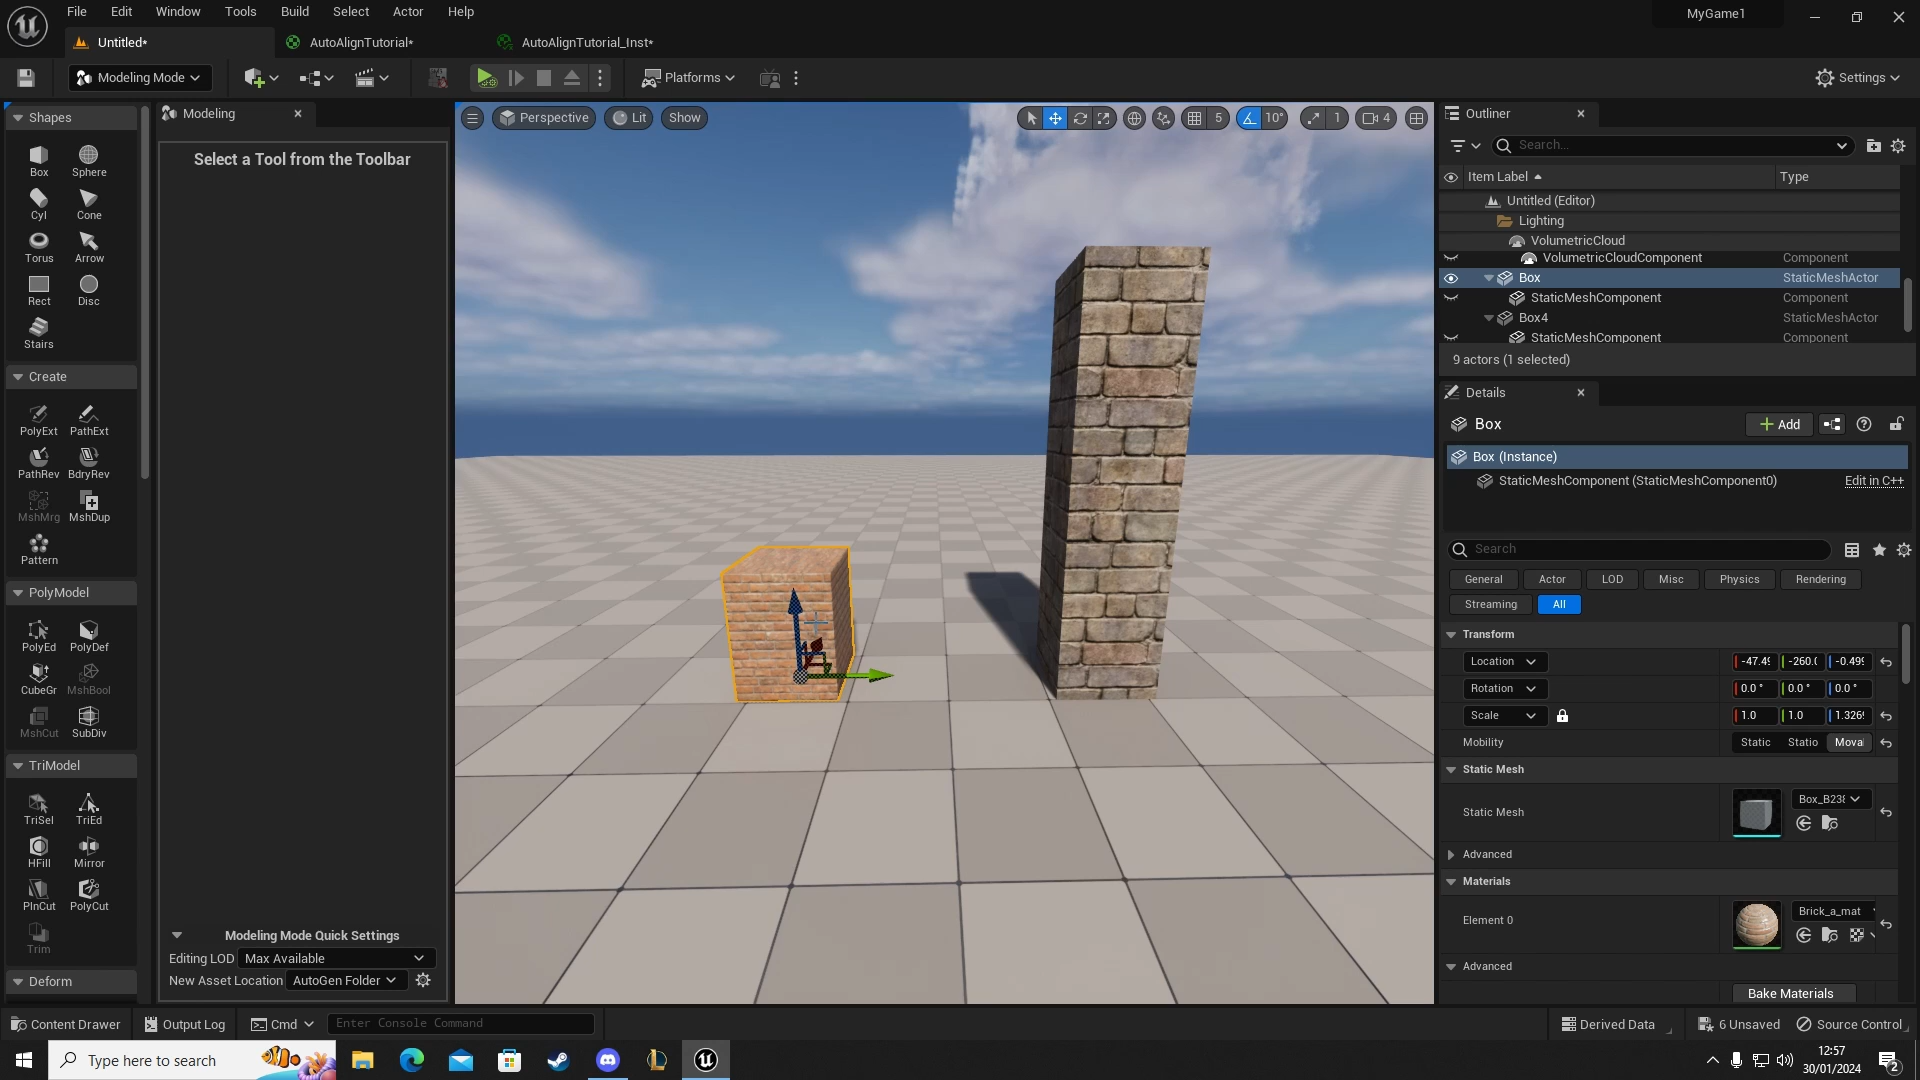 File Edit Window Tools Build Select Actor Help
MyGame1
Untitled* AutoAlignTutorial* AutoAlignTutorial_Inst*
Modeling Mode Platforms Settings
Shapes
Box Sphere
Cyl Cone
Torus Arrow
Rect Disc
Stairs
Create
PolyExt PathExt
PathRev BdryRev
MshMrg MshDup
Pattern
PolyModel
PolyEd PolyDef
CubeGr MshBool
MshCut SubDiv
TriModel
TriSel TriEd
HFill Mirror
PlnCut PolyCut
Trim
Deform
Modeling
Select a Tool from the Toolbar
Modeling Mode Quick Settings
Editing LOD Max Available
New Asset Location AutoGen Folder
Perspective Lit Show 5 10° 1 4
Outliner
Search...
Item Label Type
Untitled (Editor)
Lighting
VolumetricCloud
VolumetricCloudComponent Component
Box StaticMeshActor
StaticMeshComponent Component
Box4 StaticMeshActor
StaticMeshComponent Component
9 actors (1 selected)
Details
Box Add
Box (Instance)
StaticMeshComponent (StaticMeshComponent0) Edit in C++
Search
General Actor LOD Misc Physics Rendering
Streaming All
Transform
Location -47.49 -260.0 -0.499
Rotation 0.0 ° 0.0 ° 0.0 °
Scale 1.0 1.0 1.3269
Mobility Static Statio Moval
Static Mesh
Static Mesh Box_B238
Advanced
Materials
Element 0 Brick_a_mat
Advanced
Bake Materials
Content Drawer Output Log Cmd Enter Console Command Derived Data 6 Unsaved Source Control
Type here to search
12:57
30/01/2024
2